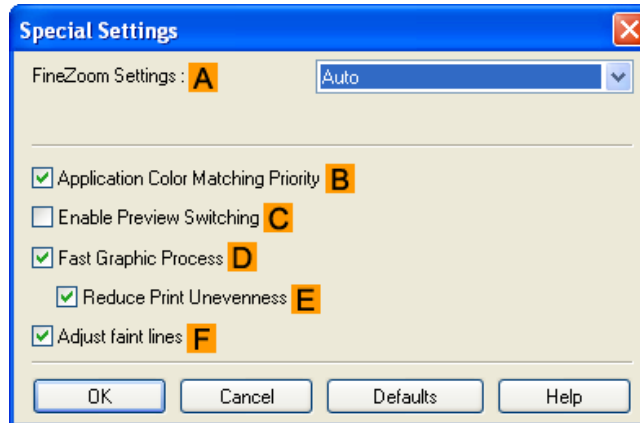 Special Settings
FineZoom Settings : A Auto
Application Color Matching Priority B
Enable Preview Switching C
Fast Graphic Process D
Reduce Print Unevenness E
Adjust faint lines F
OK Cancel Defaults Help